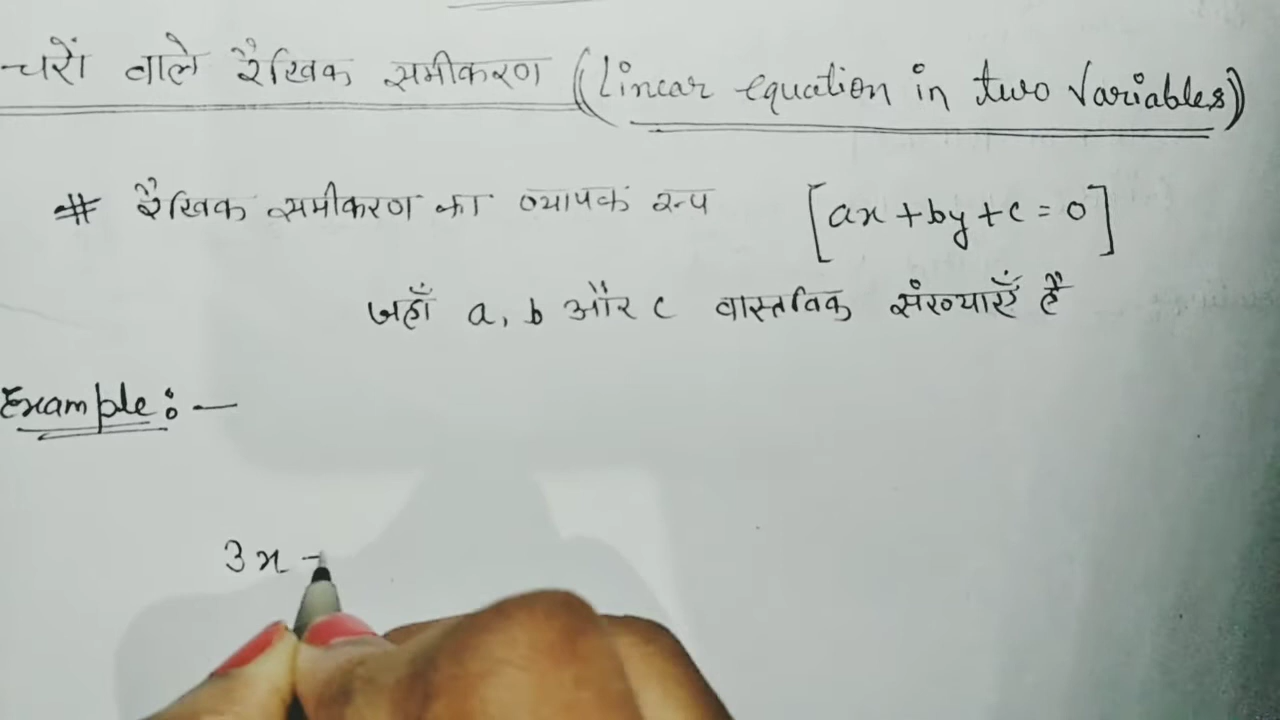 चरों वाले रैखिक समीकरण (Linear equation in two Variables)
# रैखिक समीकरण का व्यापक रूप [ax + by + c = 0]
जहाँ a, b और c वास्तविक संख्याएँ हैं
Example : —
3x -